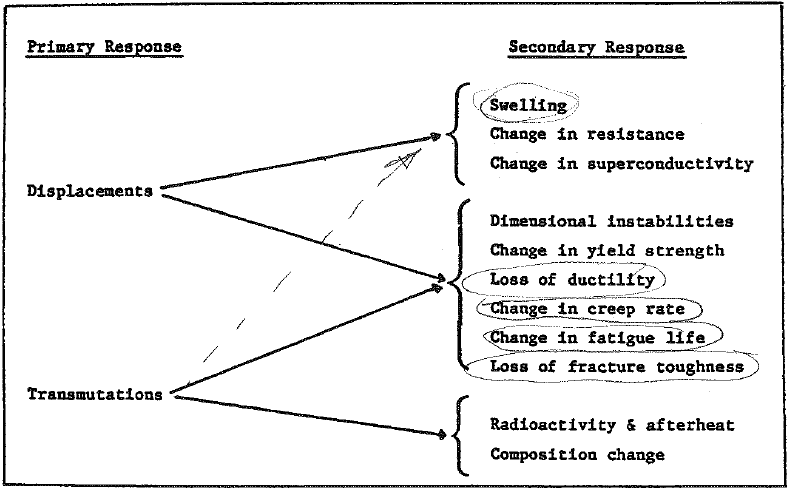 Primary Response
Secondary Response
Swelling
Change in resistance
Change in superconductivity
Displacements
Dimensional instabilities
Change in yield strength
Loss of ductility
Change in creep rate
Change in fatigue life
Loss of fracture toughness
Transmutations
Radioactivity & afterheat
Composition change